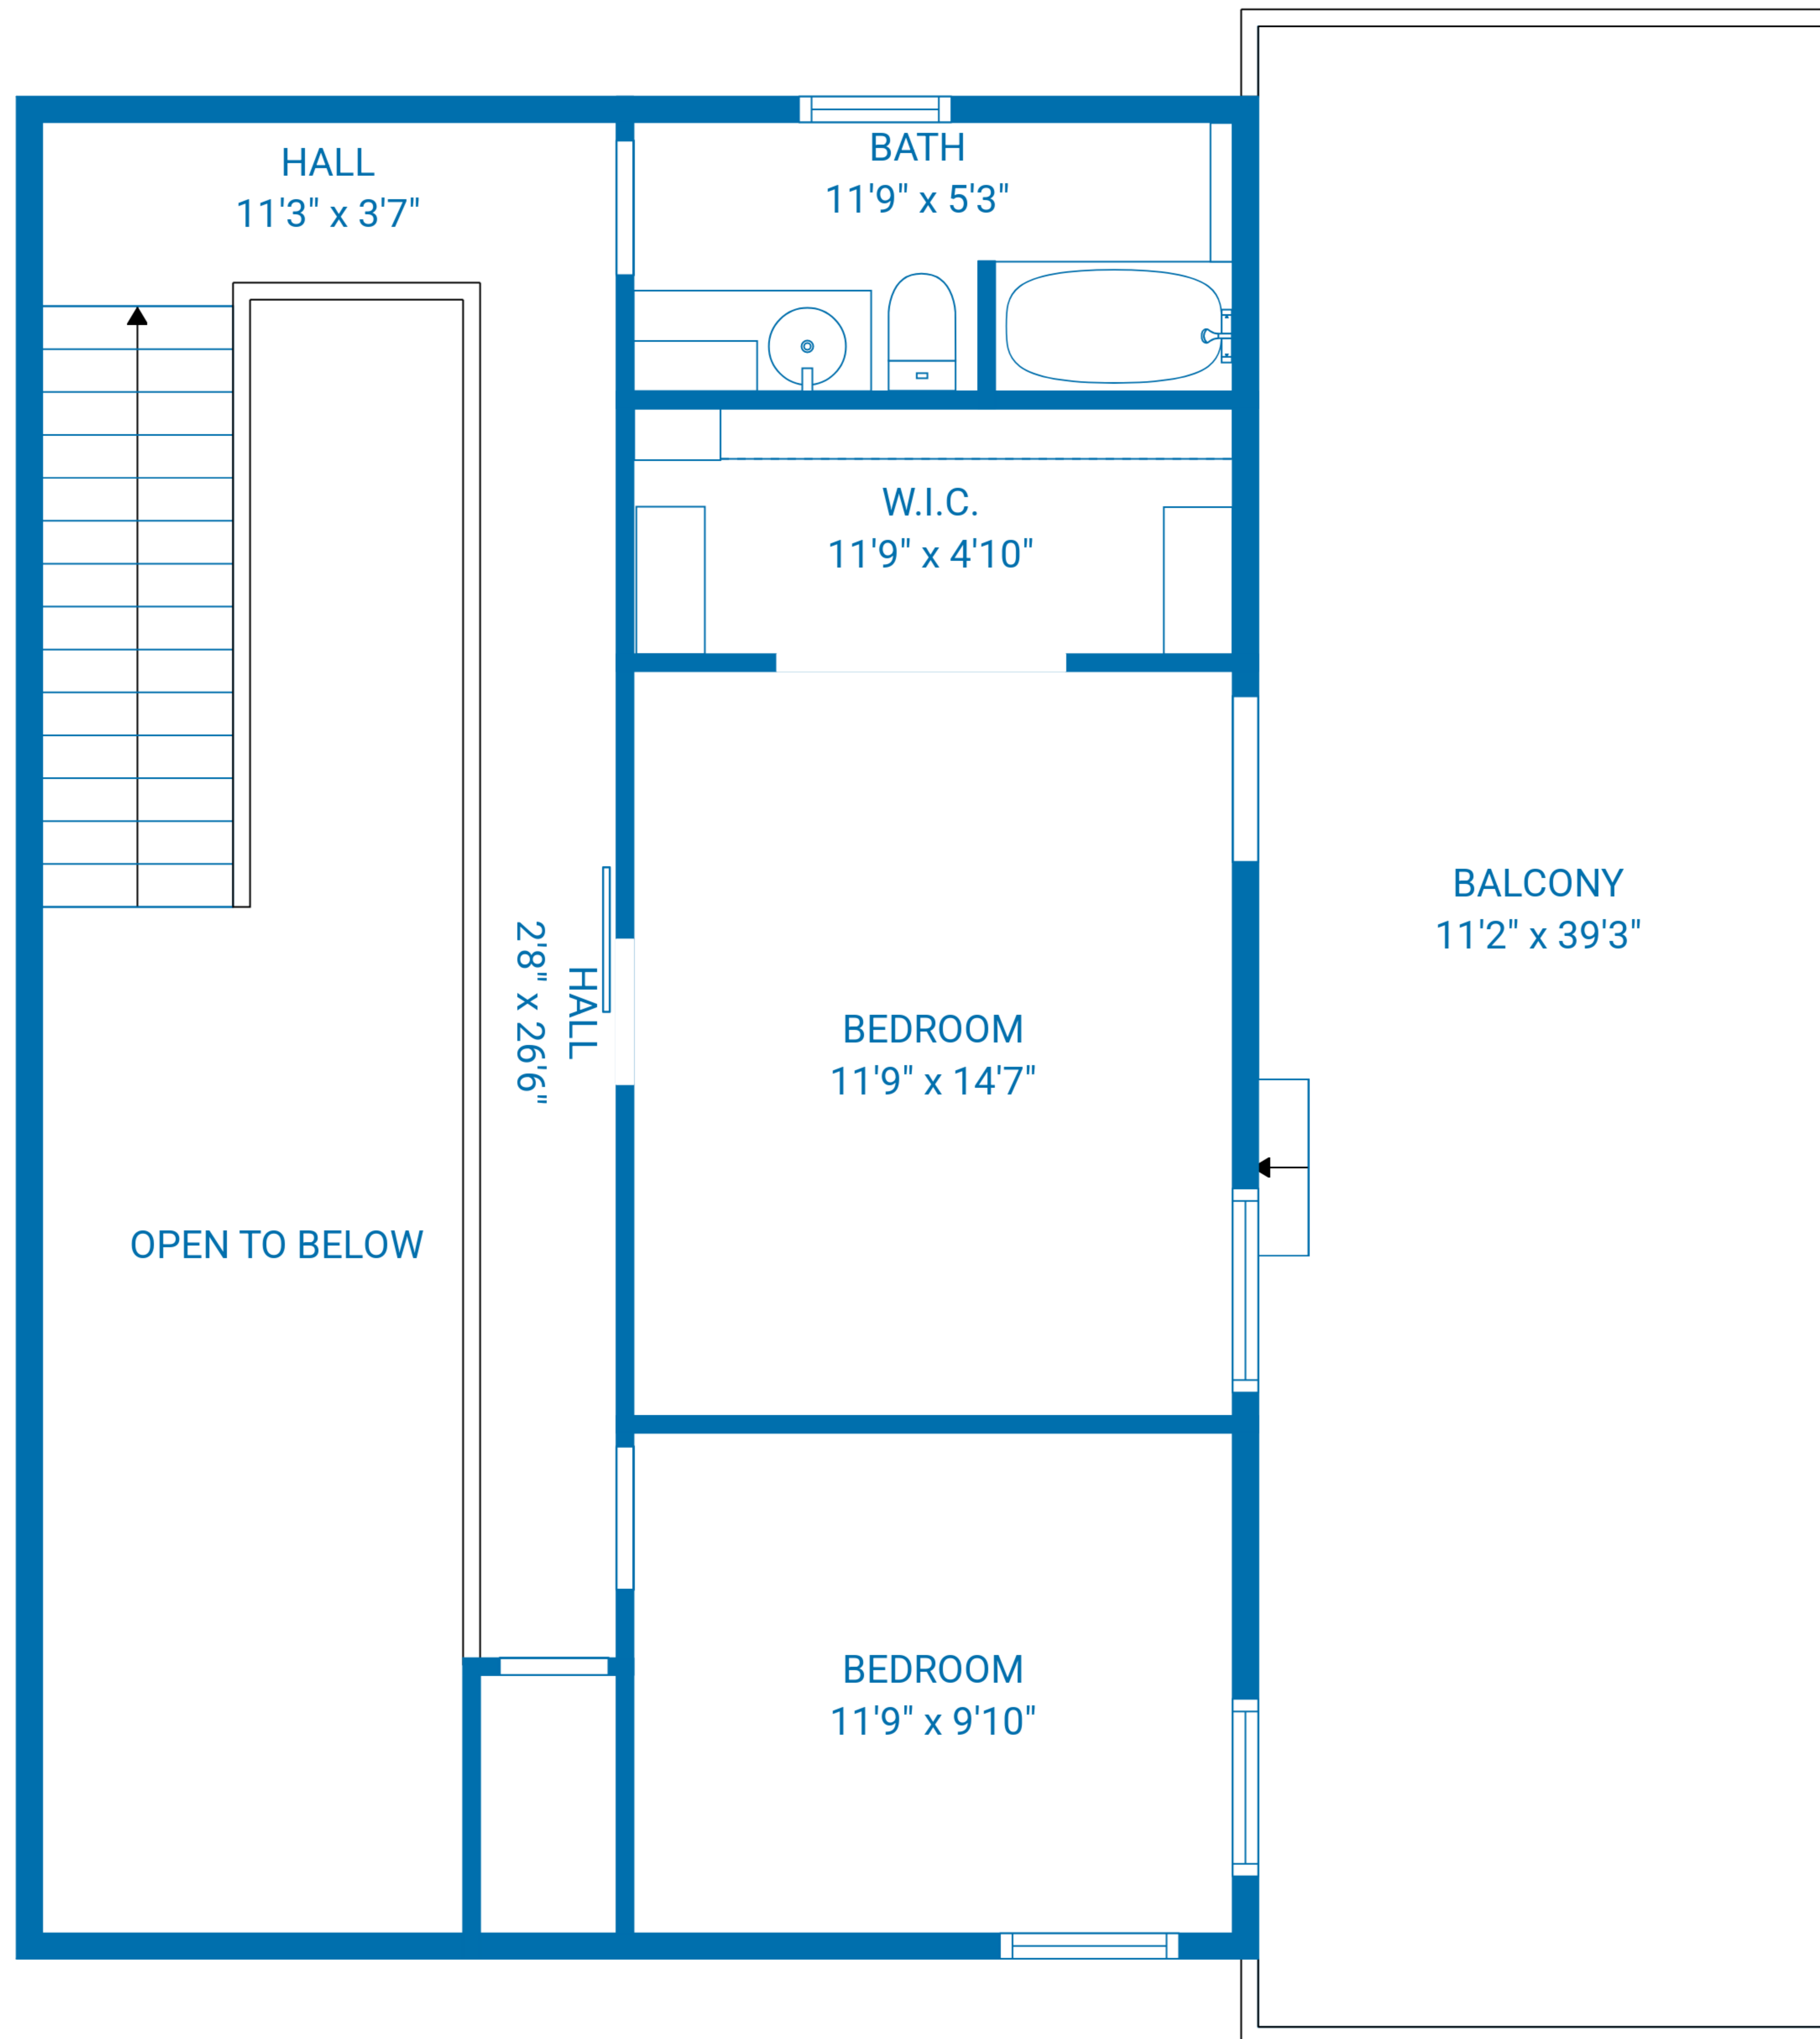 HALL
11'3" x 3'7"
BATH
11'9" x 5'3"
W.I.C.
11'9" x 4'10"
BALCONY
11'2" x 39'3"
HALL
2'8" x 26'6"
BEDROOM
11'9" x 14'7"
OPEN TO BELOW
BEDROOM
11'9" x 9'10"